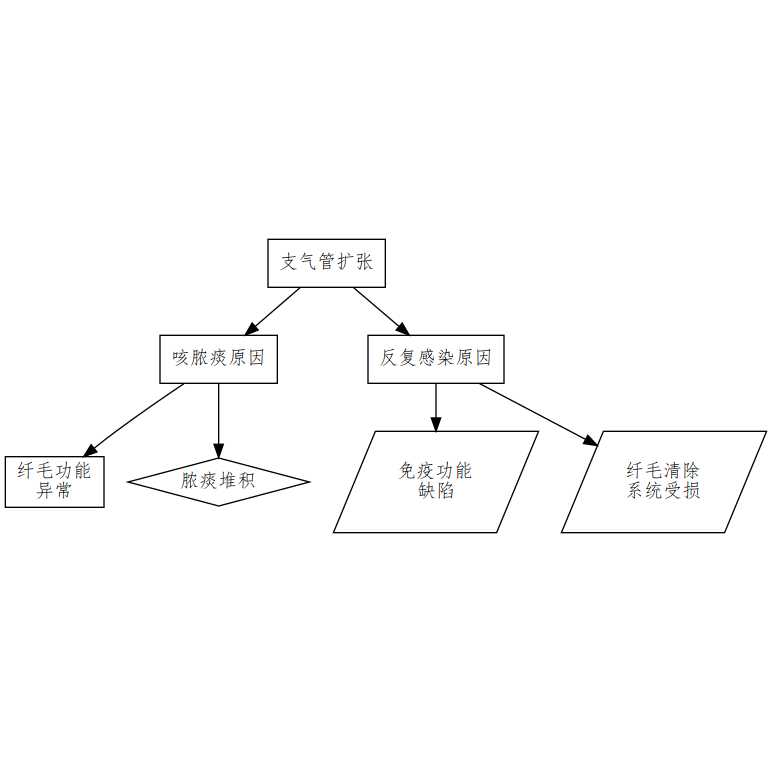 支气管扩张
咳脓痰原因
反复感染原因
纤毛功能
异常
脓痰堆积
免疫功能
缺陷
纤毛清除
系统受损